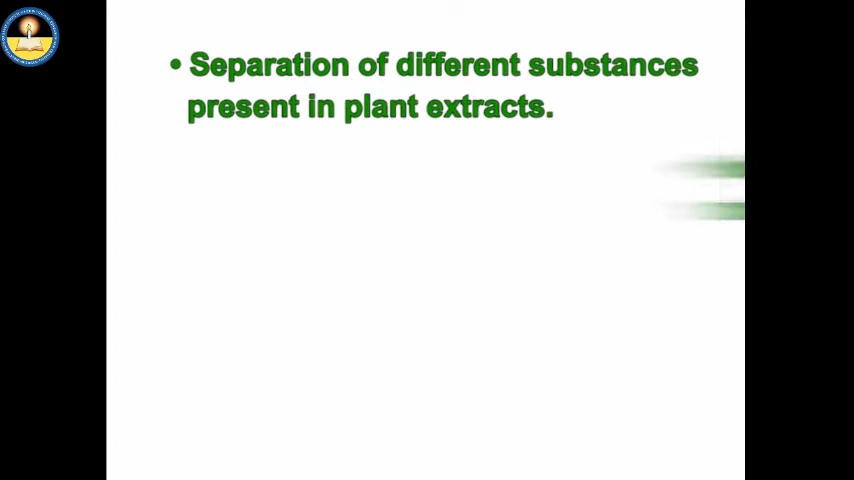 • Separation of different substances
present in plant extracts.